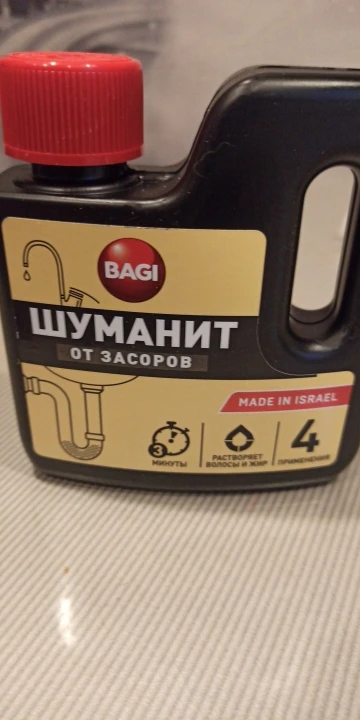 BAGI
ШУМАНИТ
ОТ ЗАСОРОВ
MADE IN ISRAEL
3
МИНУТЫ
РАСТВОРЯЕТ
ВОЛОСЫ И ЖИР
4
ПРИМЕНЕНИЯ